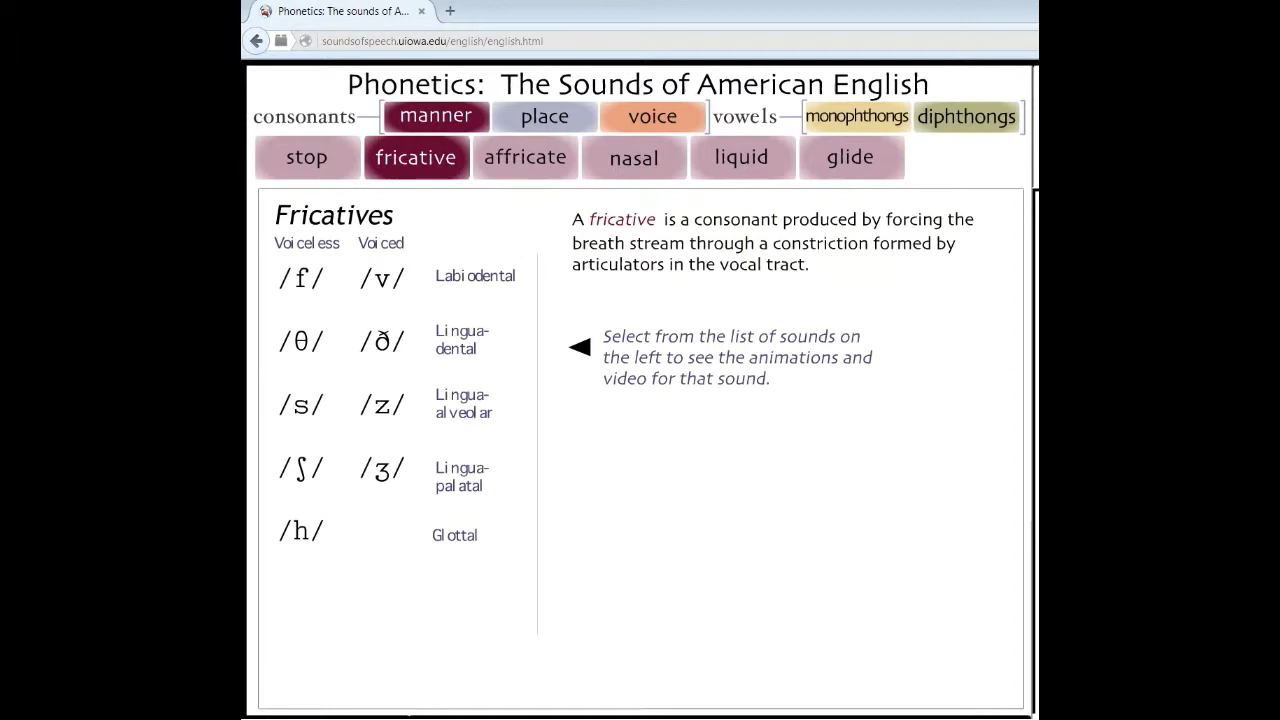 Phonetics: The sounds of A...
soundsofspeech.uiowa.edu/english/english.html
Phonetics: The Sounds of American English
consonants manner place voice vowels monophthongs diphthongs
stop fricative affricate nasal liquid glide
Fricatives
Voiceless Voiced
/f/ /v/ Labiodental
/θ/ /ð/ Lingua-
dental
/s/ /z/ Lingua-
alveolar
/ʃ/ /ʒ/ Lingua-
palatal
/h/ Glottal
A fricative is a consonant produced by forcing the
breath stream through a constriction formed by
articulators in the vocal tract.
Select from the list of sounds on
the left to see the animations and
video for that sound.